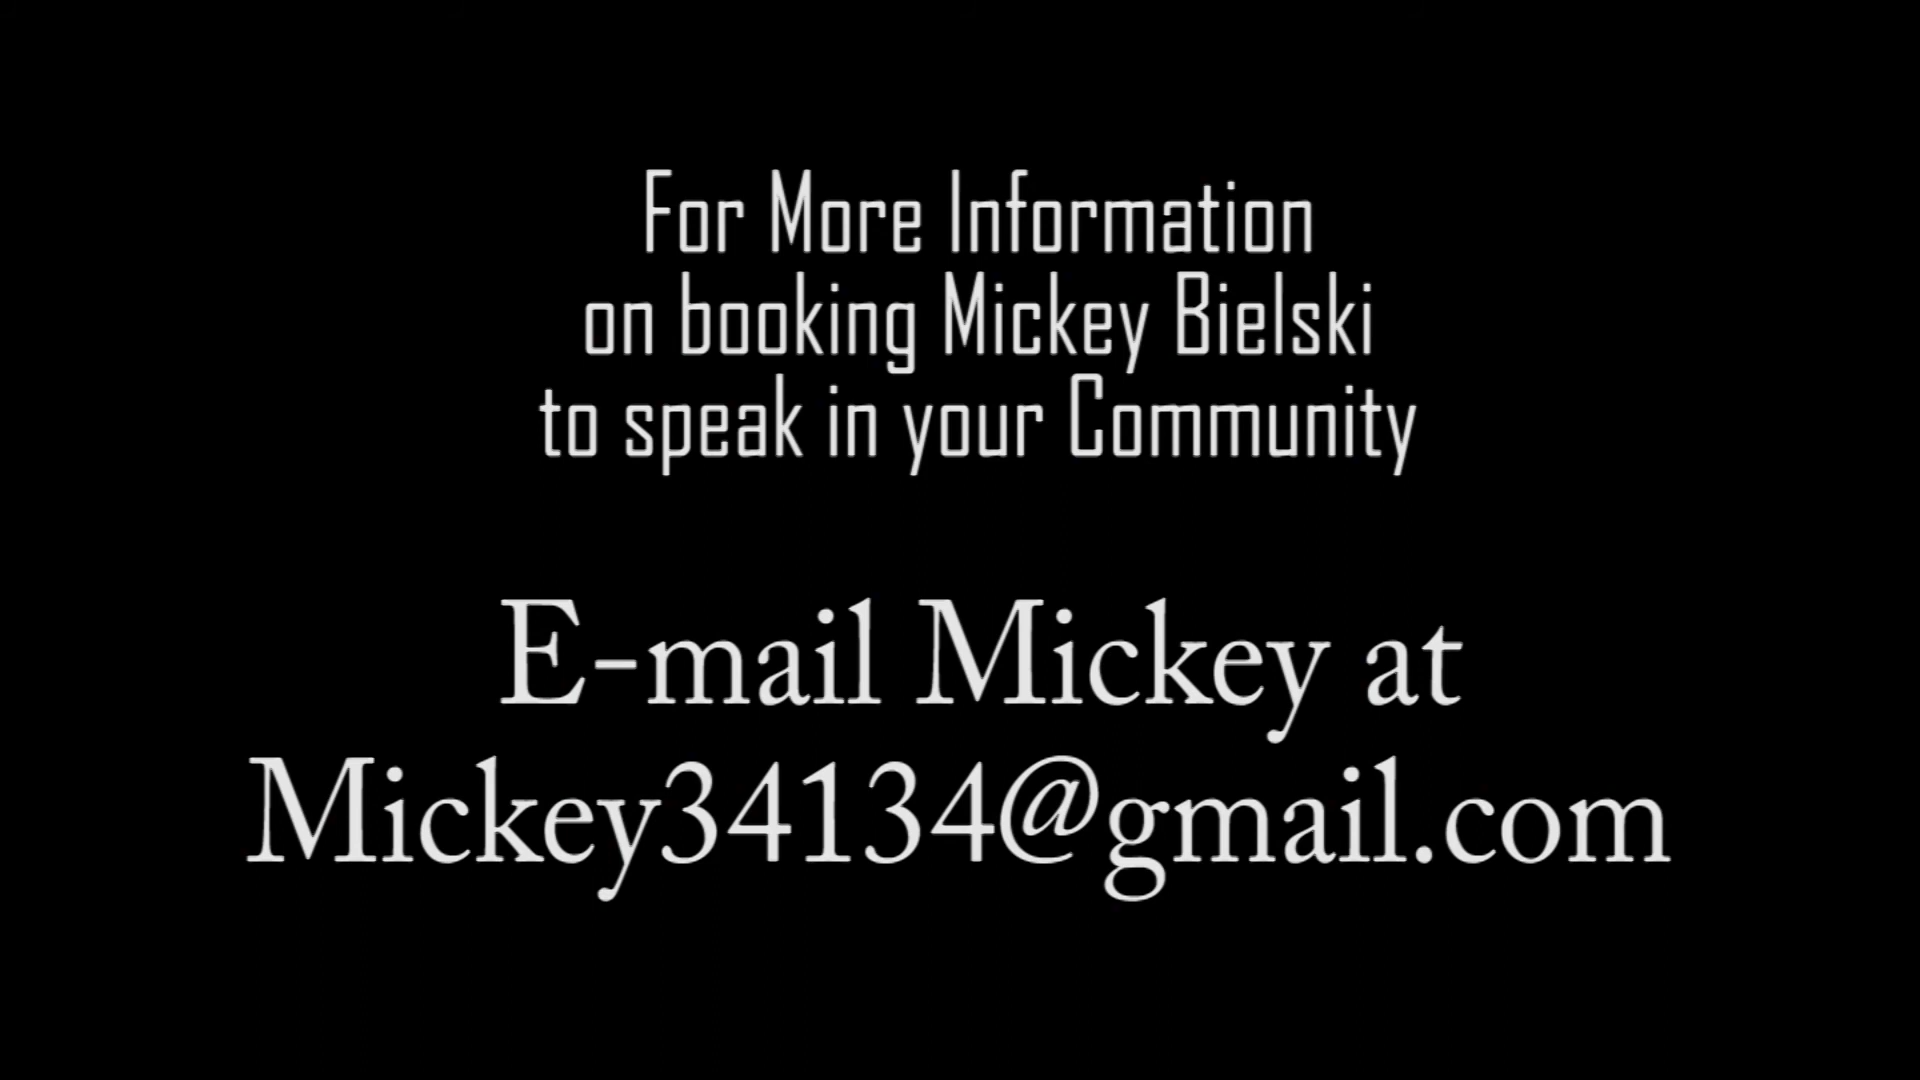 For More Information
on booking Mickey Bielski
to speak in your Community
E-mail Mickey at
Mickey34134@gmail.com